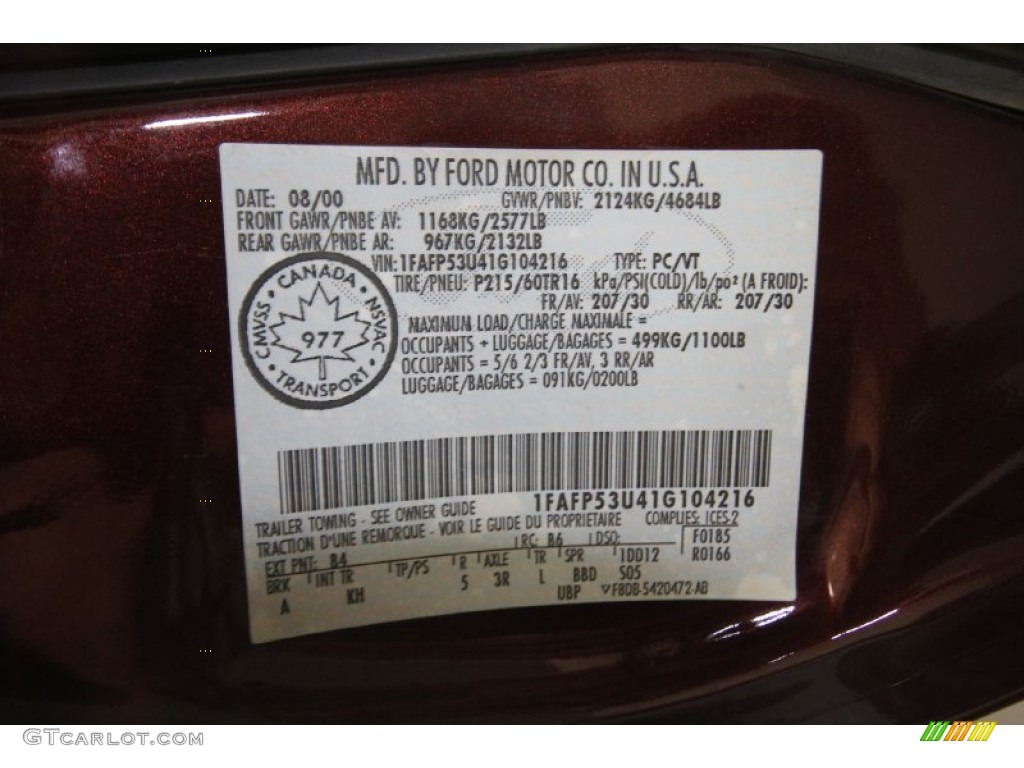 MFD. BY FORD MOTOR CO. IN U.S.A.
DATE: 08/00 GVWR/PNBV: 2124KG/4684LB
FRONT GAWR/PNBE AV: 1168KG/2577LB
REAR GAWR/PNBE AR: 967KG/2132LB
VIN: 1FAFP53U41G104216 TYPE: PC/VT
TIRE/PNEU: P215/60TR16 kPa/PSI(COLD)/lb/po² (A FROID):
FR/AV: 207/30 RR/AR: 207/30
MAXIMUM LOAD/CHARGE MAXIMALE =
OCCUPANTS + LUGGAGE/BAGAGES = 499KG/1100LB
OCCUPANTS = 5/6 2/3 FR/AV, 3 RR/AR
LUGGAGE/BAGAGES = 091KG/0200LB
CANADA
CMVSS • NSVAC
977
• TRANSPORT •
1FAFP53U41G104216
TRAILER TOWING - SEE OWNER GUIDE COMPLIES: ICES-2
TRACTION D'UNE REMORQUE - VOIR LE GUIDE DU PROPRIETAIRE F0185
EXT PNT: B4 RC: B6 DSO: R0166
BRK INT TR TP/PS R AXLE TR SPR 1DD12
A KH 5 3R L BBD S05
UBP ▽F8DB-5420472-AB
GTcarlot.com